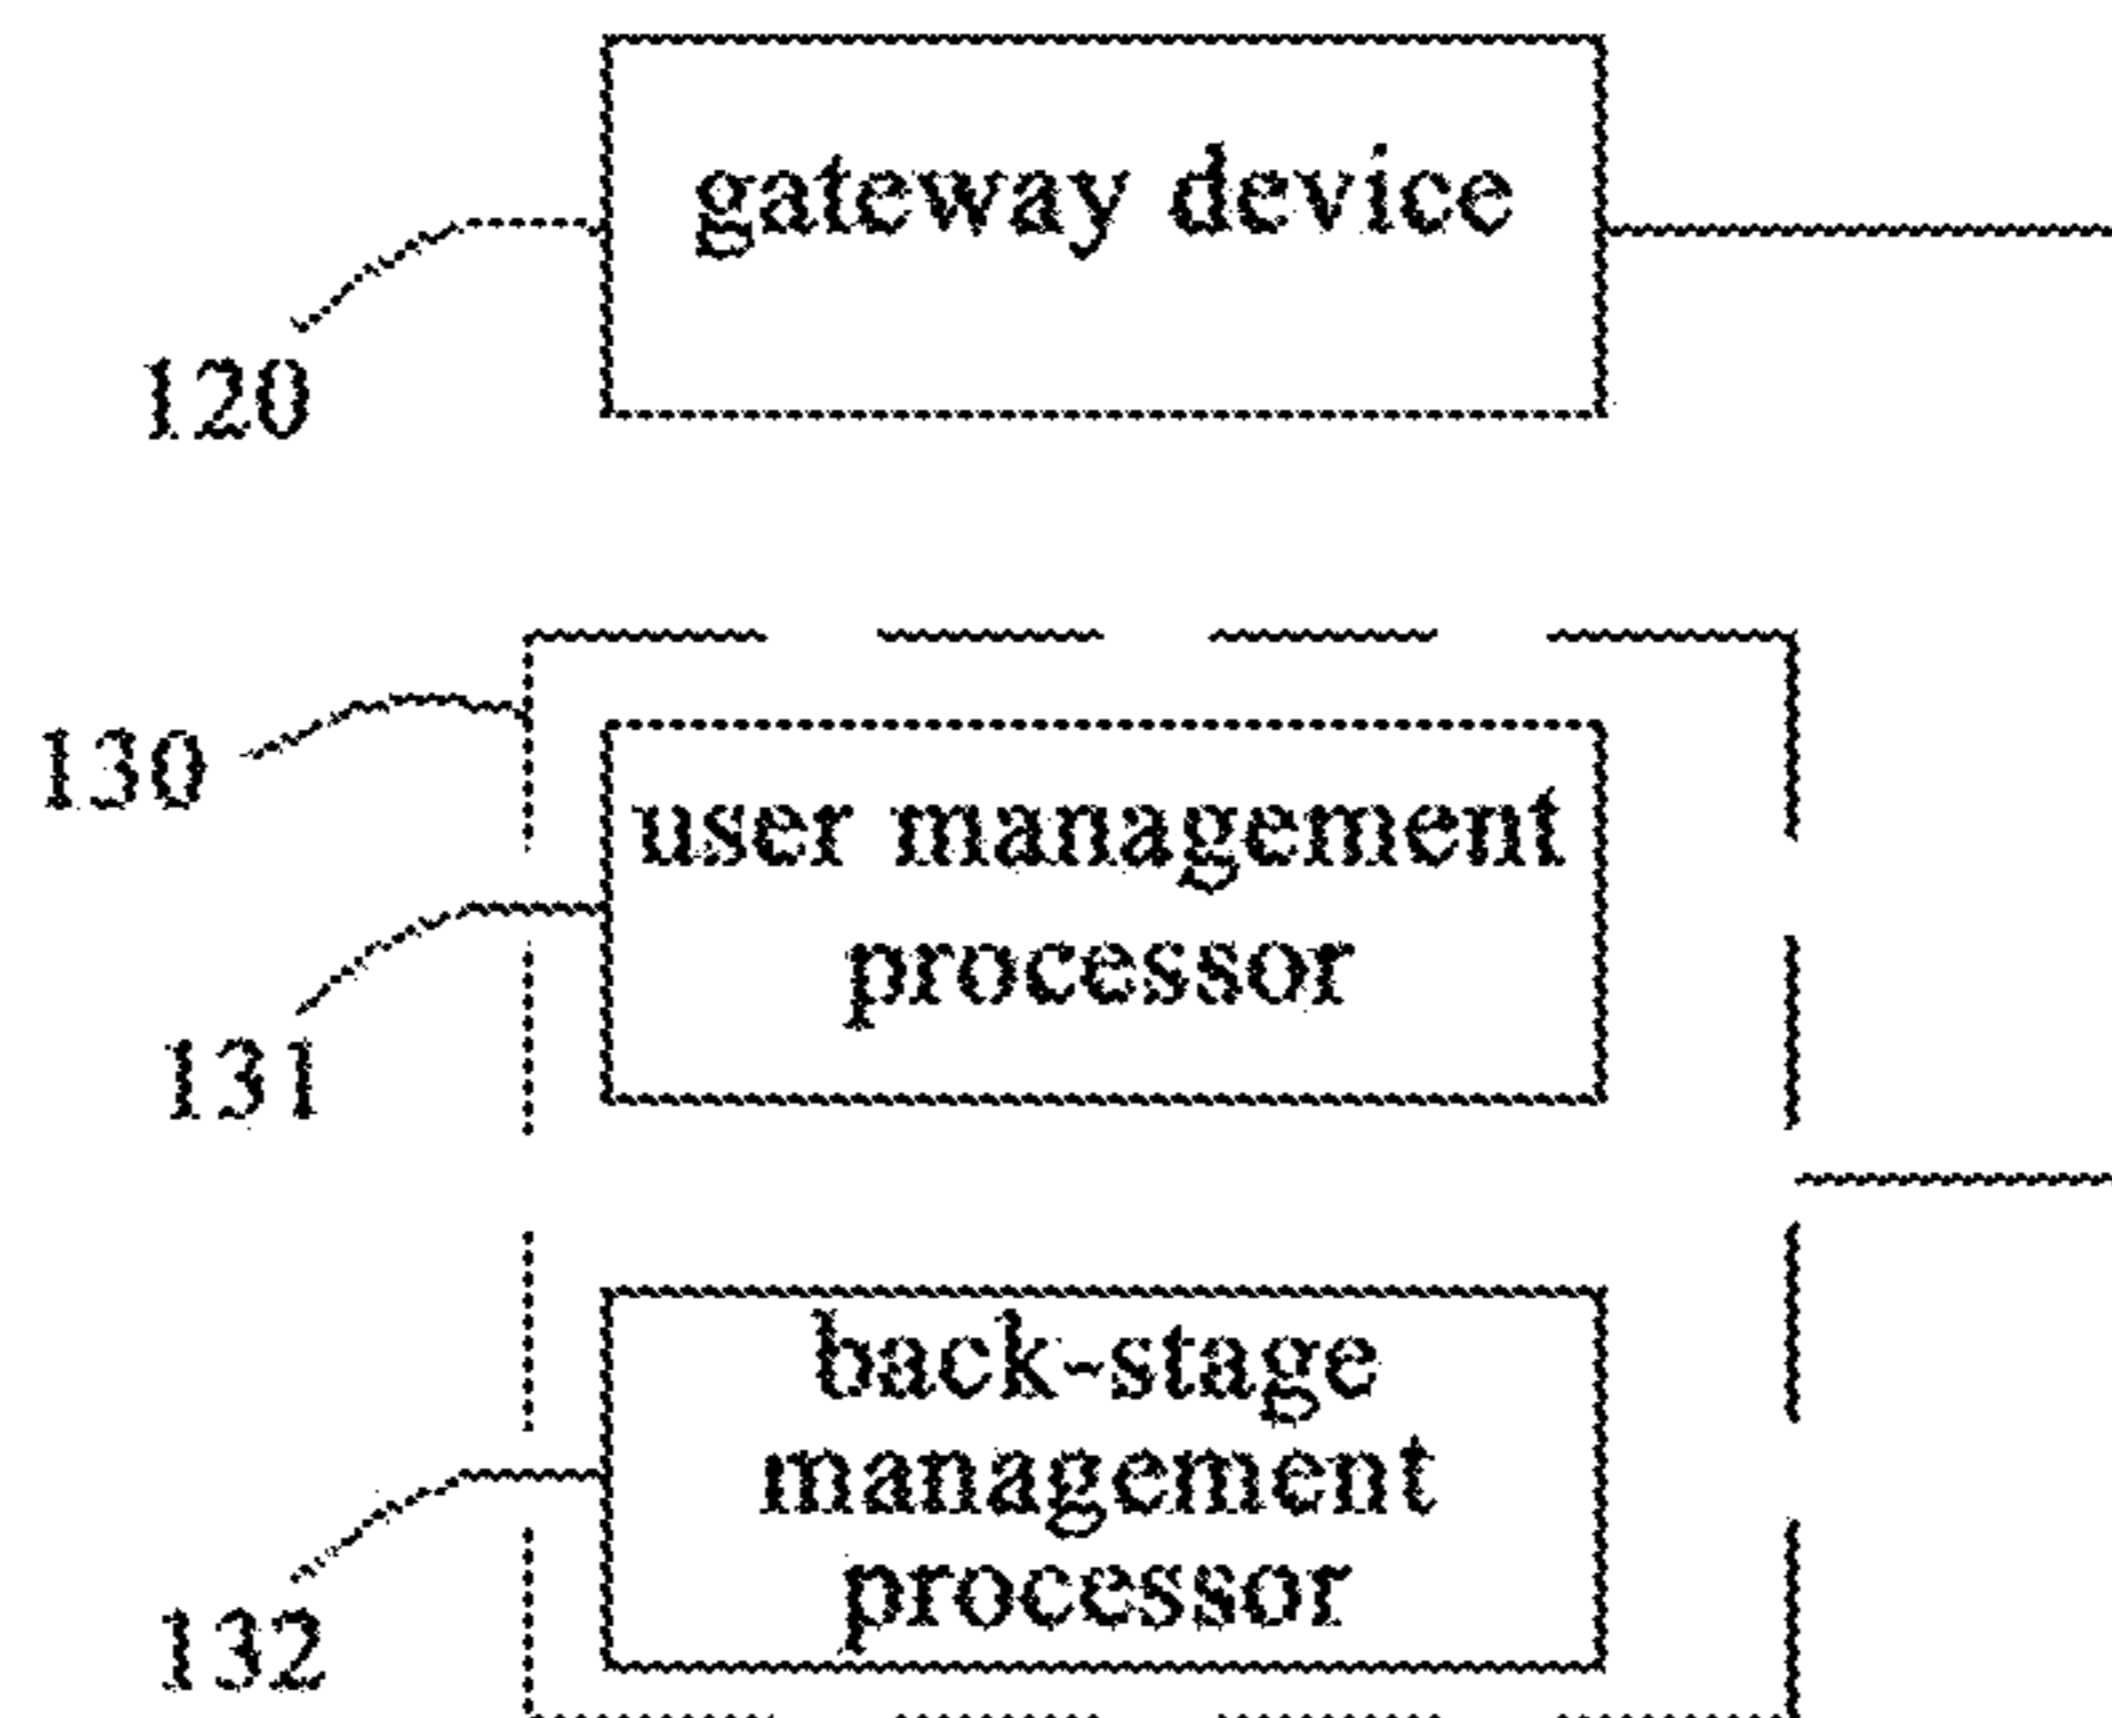 gateway device
120
130
user management
processor
131
back-stage
management
processor
132